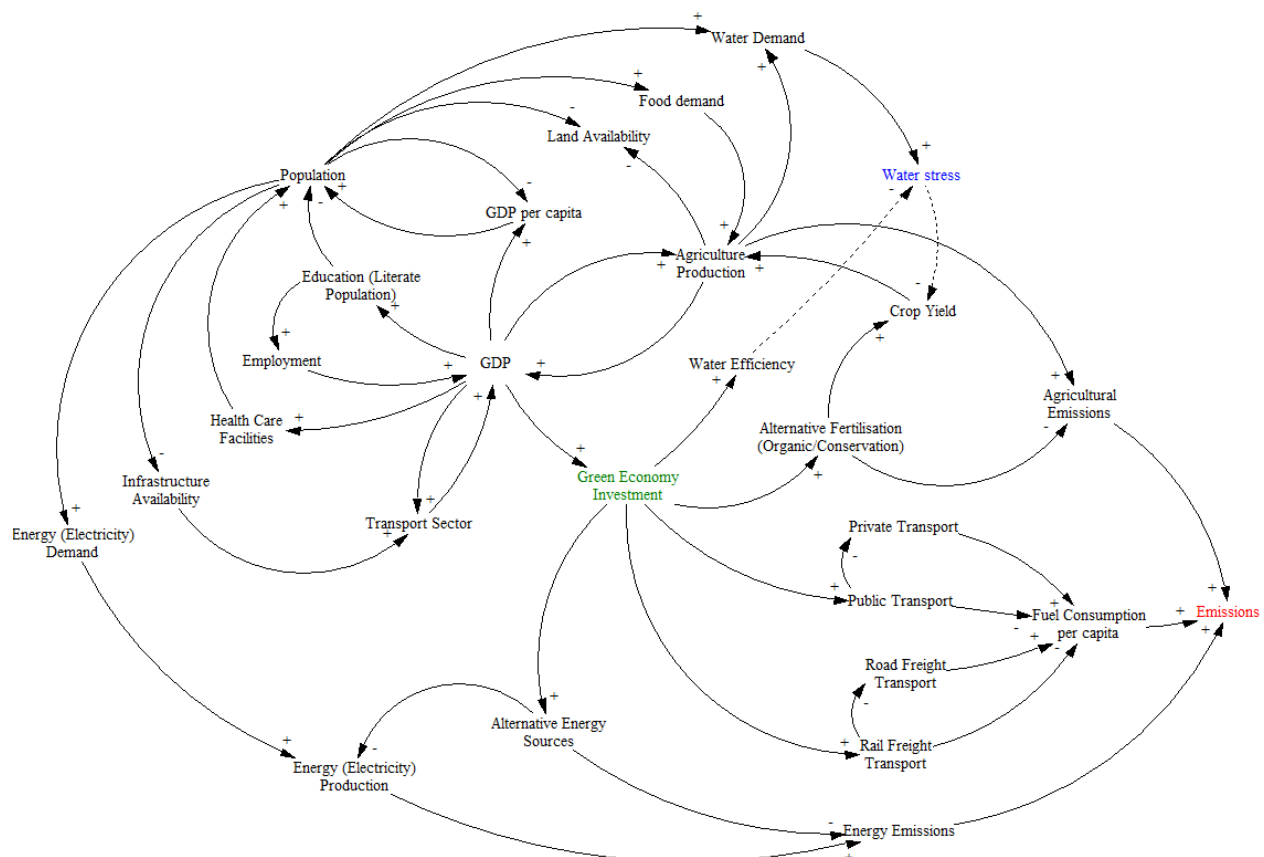 Water Demand
Food demand
Land Availability
Population
Water stress
GDP per capita
Agriculture
Production
Education (Literate
Population)
Crop Yield
Employment
GDP
Water Efficiency
Health Care
Facilities
Agricultural
Emissions
Alternative Fertilisation
(Organic/Conservation)
Infrastructure
Availability
Green Economy
Investment
Energy (Electricity)
Demand
Transport Sector
Private Transport
Public Transport
Fuel Consumption
per capita
Emissions
Road Freight
Transport
Alternative Energy
Sources
Rail Freight
Transport
Energy (Electricity)
Production
Energy Emissions